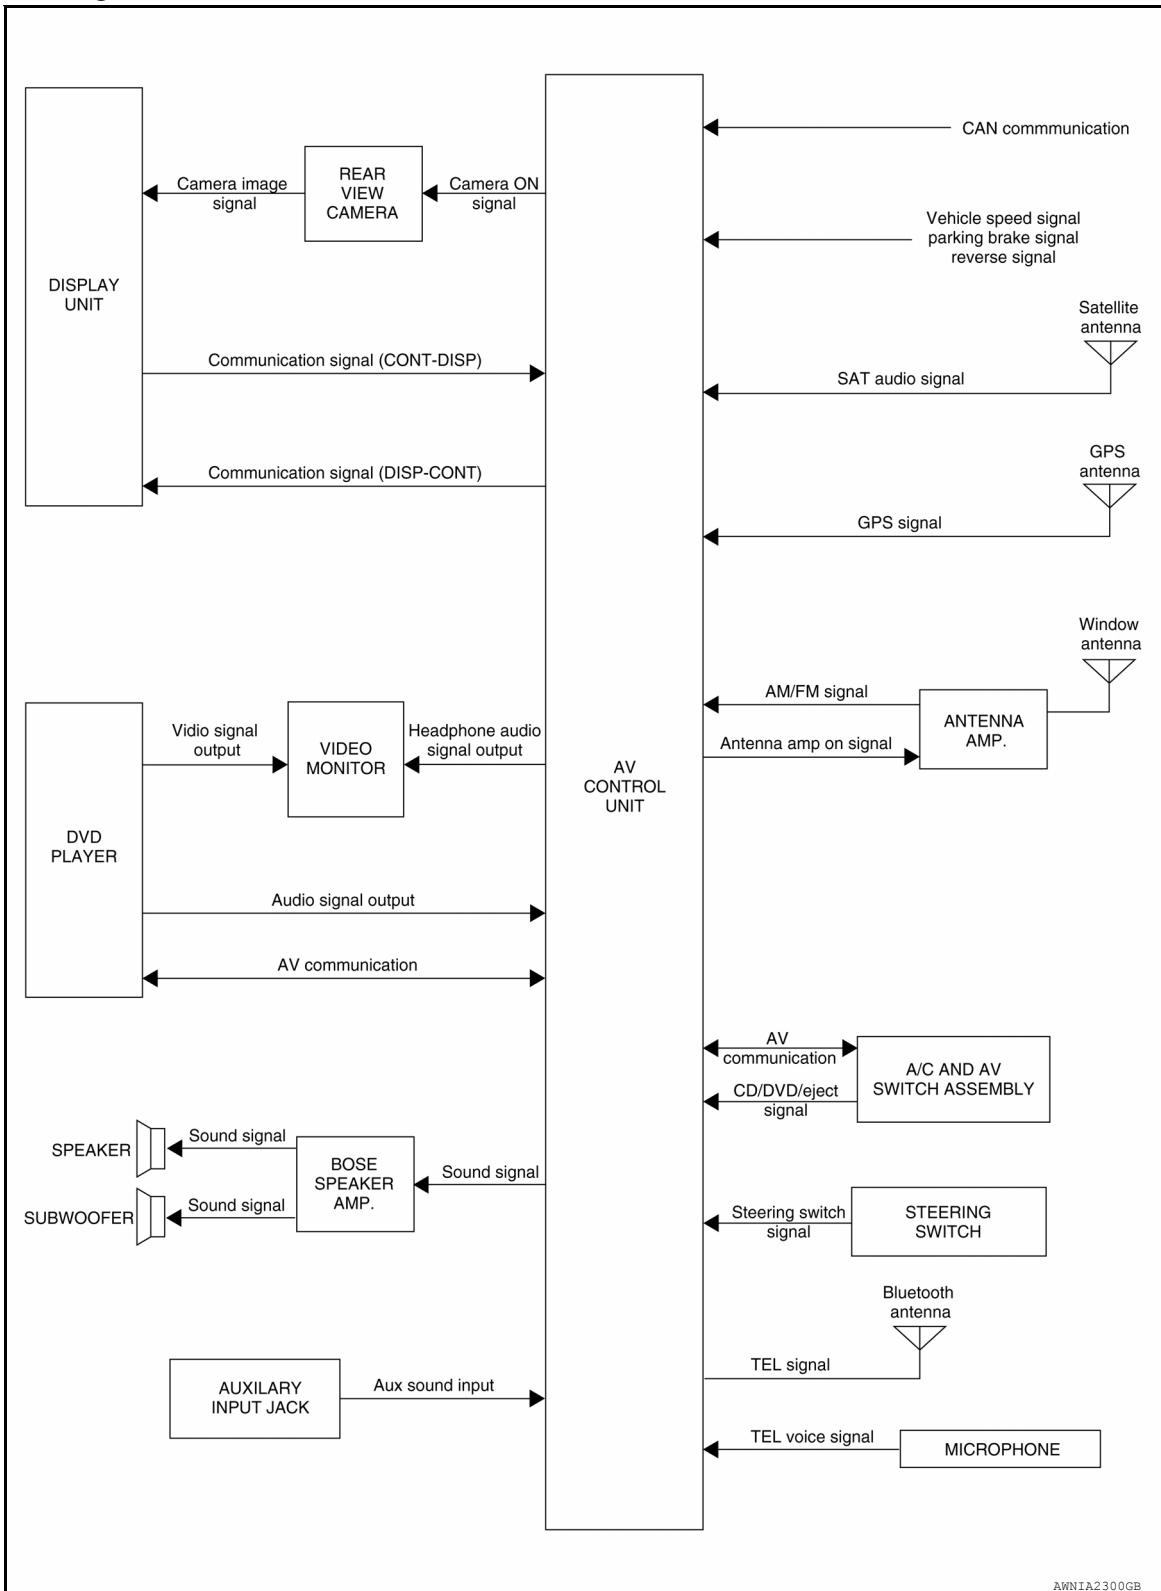 CAN commmunication
REAR
VIEW
CAMERA
Camera image
signal
Camera ON
signal
Vehicle speed signal
parking brake signal
reverse signal
DISPLAY
UNIT
Satellite
antenna
Communication signal (CONT-DISP)
SAT audio signal
GPS
antenna
Communication signal (DISP-CONT)
GPS signal
Window
antenna
AM/FM signal
ANTENNA
AMP.
Antenna amp on signal
Vidio signal
output
VIDEO
MONITOR
Headphone audio
signal output
AV
CONTROL
UNIT
DVD
PLAYER
Audio signal output
AV communication
AV
communication
A/C AND AV
SWITCH ASSEMBLY
CD/DVD/eject
signal
SPEAKER
Sound signal
BOSE
SPEAKER
AMP.
Sound signal
SUBWOOFER
Sound signal
Steering switch
signal
STEERING
SWITCH
Bluetooth
antenna
TEL signal
AUXILARY
INPUT JACK
Aux sound input
TEL voice signal
MICROPHONE
AWNIA2300GB